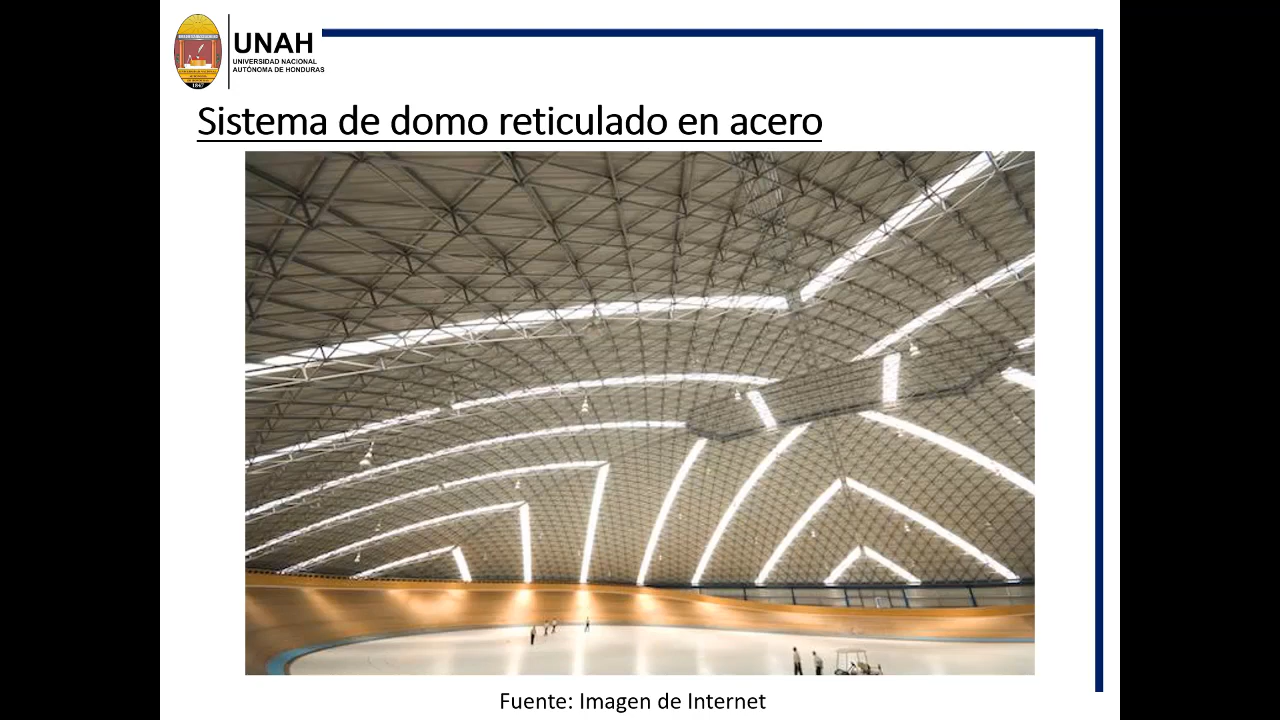 UNAH
UNIVERSIDAD NACIONAL
AUTÓNOMA DE HONDURAS
Sistema de domo reticulado en acero
Fuente: Imagen de Internet